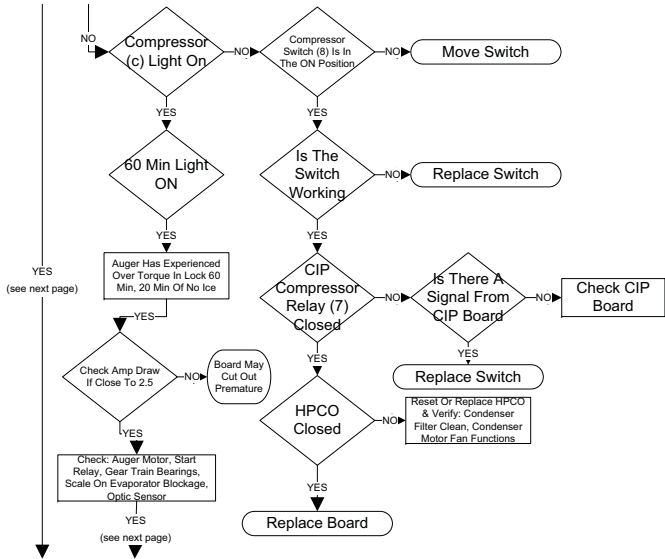 NO
Compressor
(c) Light On
NO
Compressor
Switch (8) Is In
The ON Position
NO
Move Switch
YES
YES
60 Min Light
ON
Is The
Switch
Working
NO
Replace Switch
YES
YES
YES
(see next page)
Auger Has Experienced
Over Torque In Lock 60
Min, 20 Min Of No Ice
CIP
Compressor
Relay (7)
Closed
NO
Is There A
Signal From
CIP Board
NO
Check CIP
Board
YES
YES
YES
Check Amp Draw
If Close To 2.5
NO
Board May
Cut Out
Premature
Replace Switch
HPCO
Closed
NO
Reset Or Replace HPCO
& Verify: Condenser
Filter Clean, Condenser
Motor Fan Functions
YES
Check: Auger Motor, Start
Relay, Gear Train Bearings,
Scale On Evaporator Blockage,
Optic Sensor
YES
YES
(see next page)
Replace Board